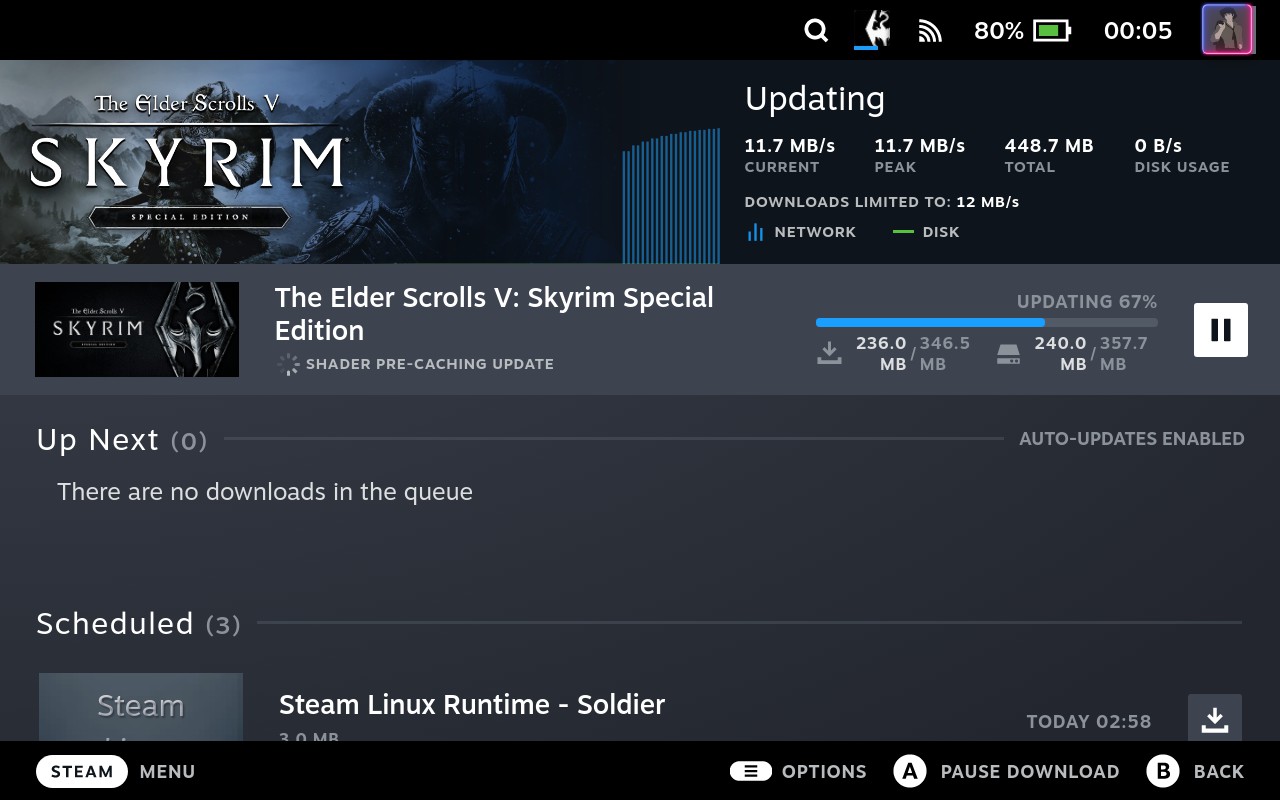 80%
00:05
The Elder Scrolls V
SKYRIM
SPECIAL EDITION
Updating
11.7 MB/s
CURRENT
11.7 MB/s
PEAK
448.7 MB
TOTAL
0 B/s
DISK USAGE
DOWNLOADS LIMITED TO: 12 MB/s
NETWORK
DISK
The Elder Scrolls V
SKYRIM
SPECIAL EDITION
The Elder Scrolls V: Skyrim Special
Edition
SHADER PRE-CACHING UPDATE
UPDATING 67%
236.0 / 346.5
MB MB
240.0 / 357.7
MB MB
Up Next (0)
AUTO-UPDATES ENABLED
There are no downloads in the queue
Scheduled (3)
Steam
Steam Linux Runtime - Soldier
3.0 MB
TODAY 02:58
STEAM MENU
OPTIONS
A PAUSE DOWNLOAD
B BACK